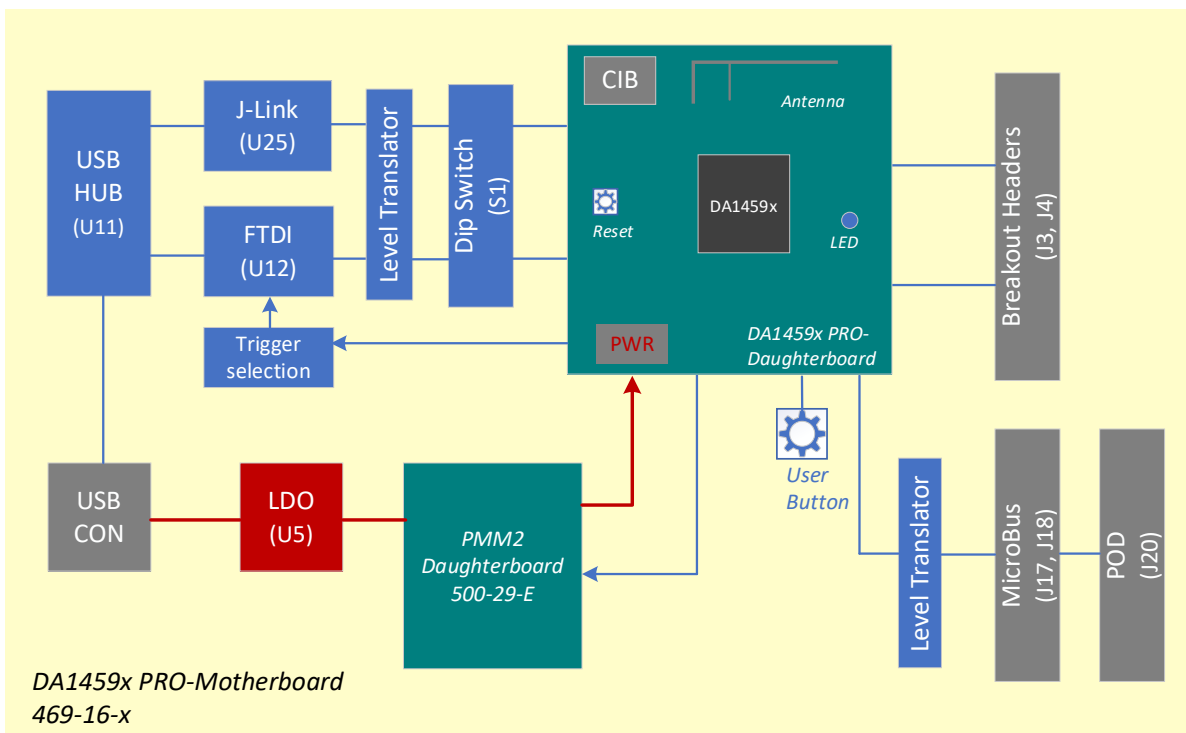 USB
HUB
(U11)
J-Link
(U25)
FTDI
(U12)
Trigger
selection
Level Translator
Dip Switch
(S1)
CIB
Antenna
Reset
DA1459x
LED
PWR
DA1459x PRO-
Daughterboard
Breakout Headers
(J3, J4)
USB
CON
LDO
(U5)
PMM2
Daughterboard
500-29-E
User
Button
Level Translator
MicroBus
(J17, J18)
POD
(J20)
DA1459x PRO-Motherboard
469-16-x